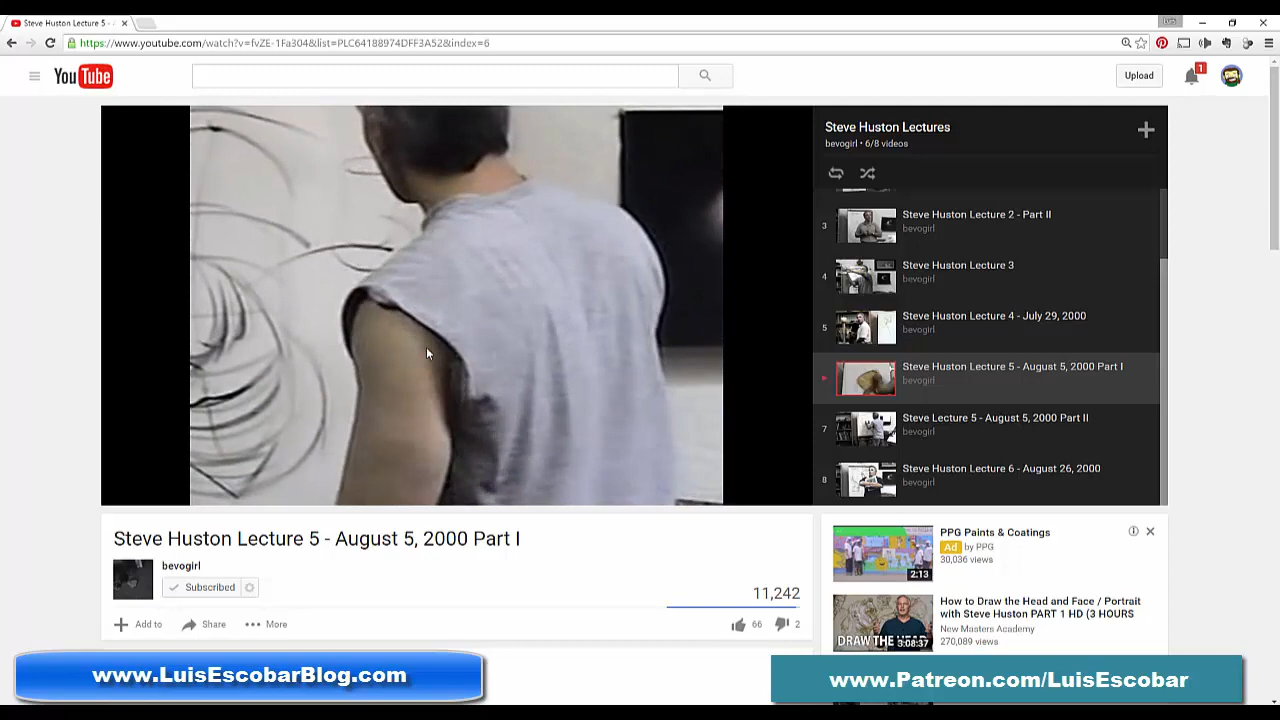 Steve Huston Lecture 5 -
Luis
https://www.youtube.com/watch?v=fvZE-1Fa304&list=PLC64188974DFF3A52&index=6
YouTube
Upload
1
Steve Huston Lectures
bevogirl • 6/8 videos
3
Steve Huston Lecture 2 - Part II
bevogirl
4
Steve Huston Lecture 3
bevogirl
5
Steve Huston Lecture 4 - July 29, 2000
bevogirl
Steve Huston Lecture 5 - August 5, 2000 Part I
bevogirl
7
Steve Lecture 5 - August 5, 2000 Part II
bevogirl
8
Steve Huston Lecture 6 - August 26, 2000
bevogirl
Steve Huston Lecture 5 - August 5, 2000 Part I
bevogirl
Subscribed
11,242
Add to
Share
More
66
2
PPG Paints & Coatings
Ad by PPG
30,036 views
2:13
How to Draw the Head and Face / Portrait
with Steve Huston PART 1 HD (3 HOURS
New Masters Academy
270,089 views
DRAW THE HEAD
3:08:37
www.LuisEscobarBlog.com
www.Patreon.com/LuisEscobar